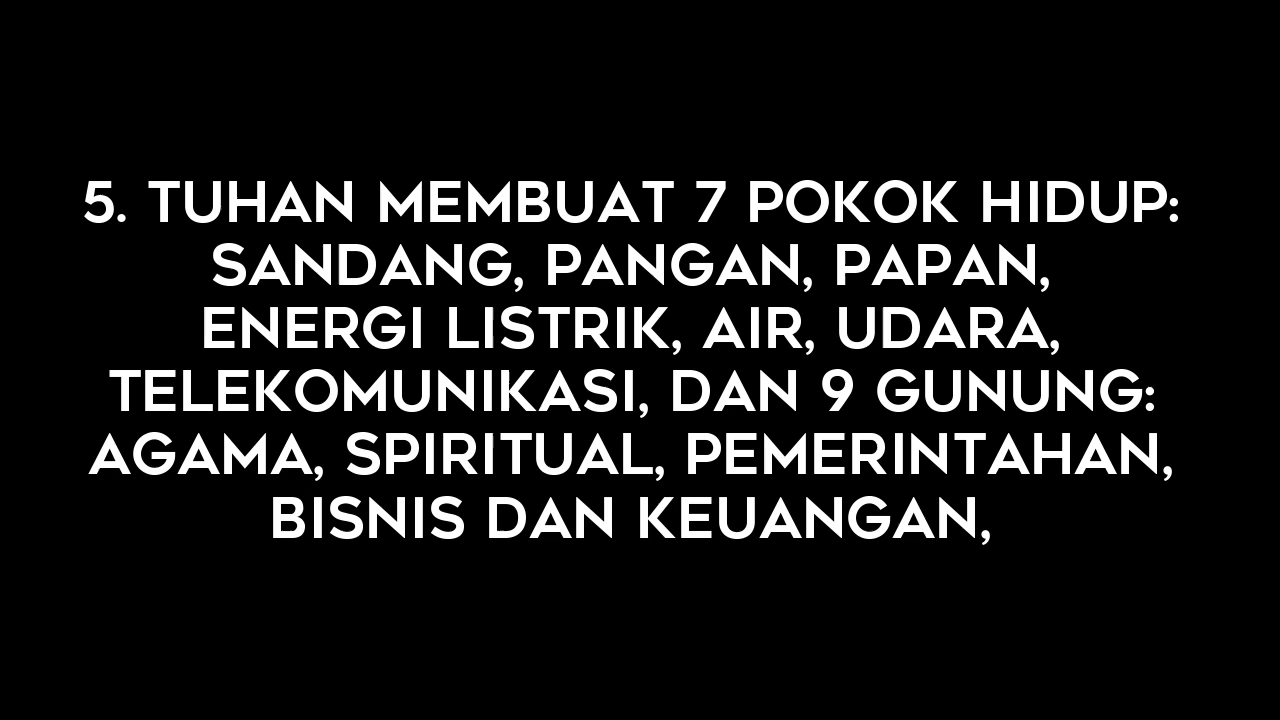 5. TUHAN MEMBUAT 7 POKOK HIDUP:
SANDANG, PANGAN, PAPAN,
ENERGI LISTRIK, AIR, UDARA,
TELEKOMUNIKASI, DAN 9 GUNUNG:
AGAMA, SPIRITUAL, PEMERINTAHAN,
BISNIS DAN KEUANGAN,